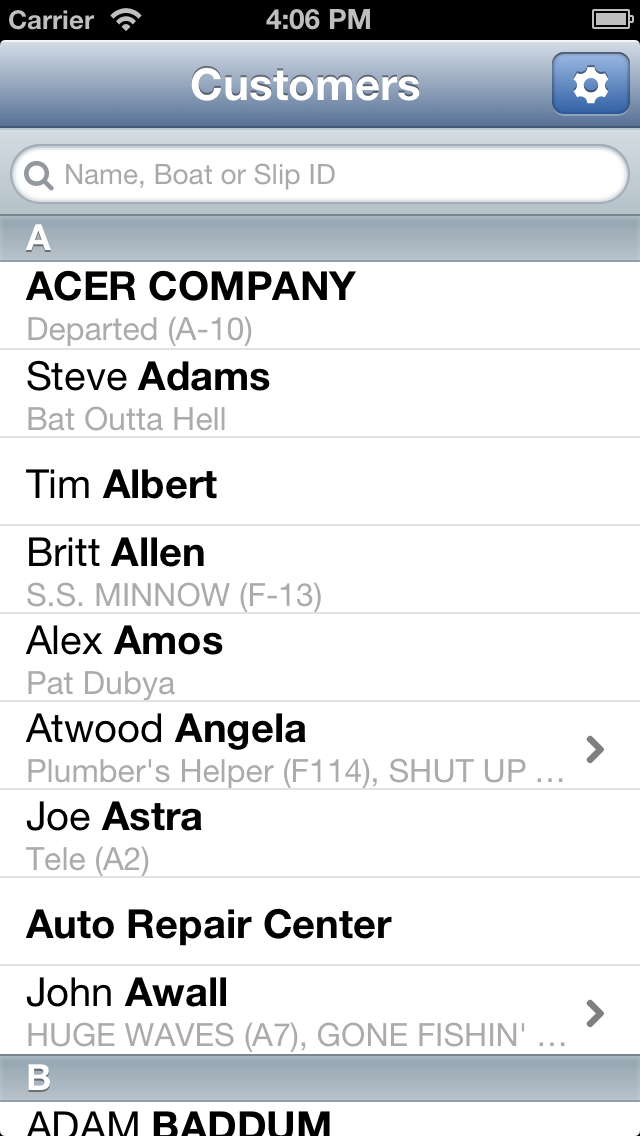 Carrier 4:06 PM
Customers
Name, Boat or Slip ID
A
ACER COMPANY
Departed (A-10)
Steve Adams
Bat Outta Hell
Tim Albert
Britt Allen
S.S. MINNOW (F-13)
Alex Amos
Pat Dubya
Atwood Angela
Plumber's Helper (F114), SHUT UP ...
Joe Astra
Tele (A2)
Auto Repair Center
John Awall
HUGE WAVES (A7), GONE FISHIN' ...
B
ADAM BADDUM